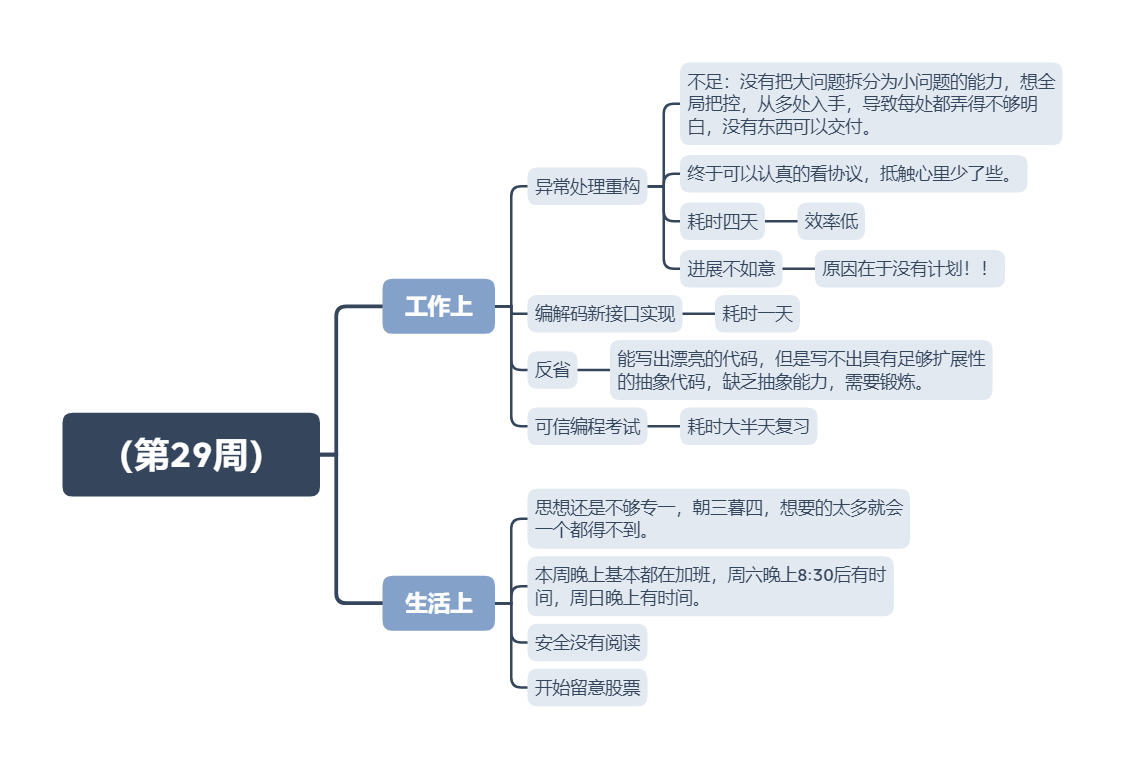 (第29周)
工作上
异常处理重构
不足：没有把大问题拆分为小问题的能力，想全
局把控，从多处入手，导致每处都弄得不够明
白，没有东西可以交付。
终于可以认真的看协议，抵触心里少了些。
耗时四天
效率低
进展不如意
原因在于没有计划！！
编解码新接口实现
耗时一天
反省
能写出漂亮的代码，但是写不出具有足够扩展性
的抽象代码，缺乏抽象能力，需要锻炼。
可信编程考试
耗时大半天复习
生活上
思想还是不够专一，朝三暮四，想要的太多就会
一个都得不到。
本周晚上基本都在加班，周六晚上8:30后有时
间，周日晚上有时间。
安全没有阅读
开始留意股票